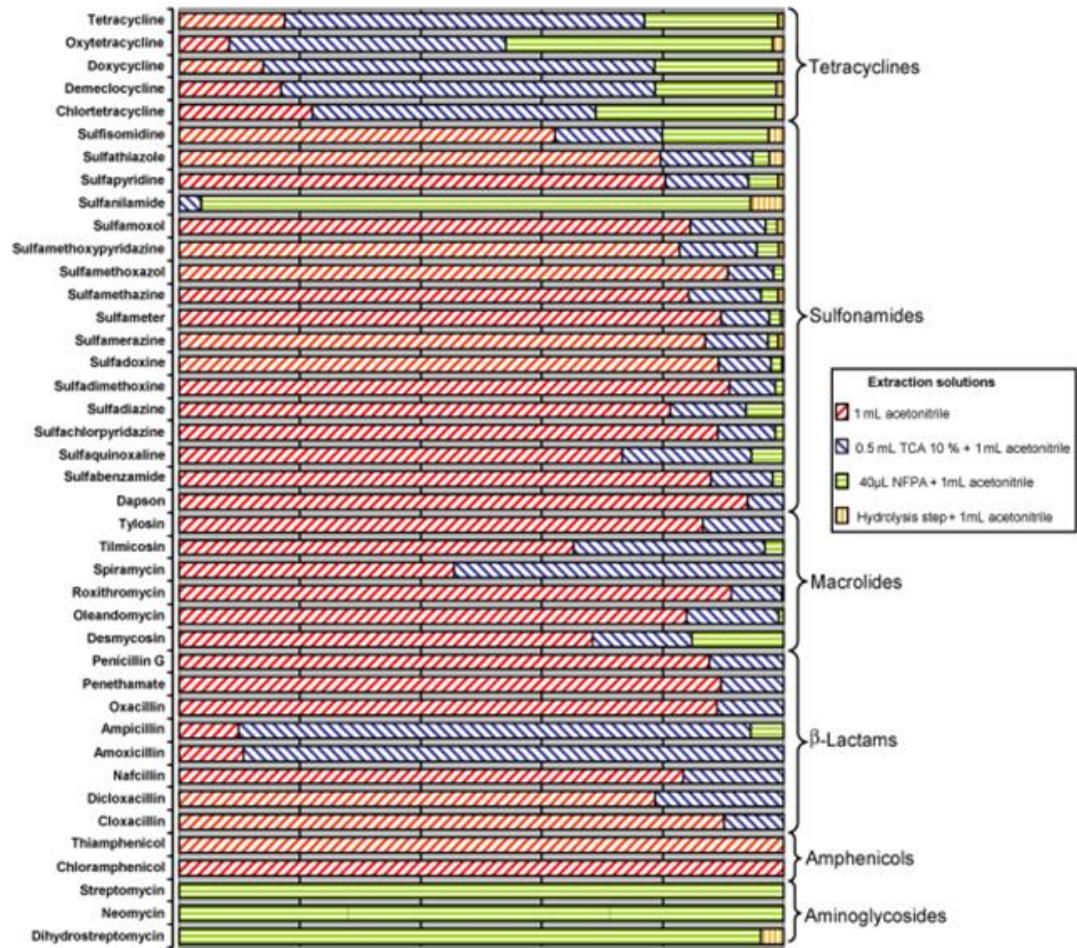 Tetracycline
Oxytetracycline
Doxycycline
Demeclocycline
Chlortetracycline
Sulfisomidine
Sulfathiazole
Sulfapyridine
Sulfanilamide
Sulfamoxol
Sulfamethoxypyridazine
Sulfamethoxazol
Sulfamethazine
Sulfameter
Sulfamerazine
Sulfadoxine
Sulfadimethoxine
Sulfadiazine
Sulfachlorpyridazine
Sulfaquinoxaline
Sulfabenzamide
Dapson
Tylosin
Tilmicosin
Spiramycin
Roxithromycin
Oleandomycin
Desmycosin
Penicillin G
Penethamate
Oxacillin
Ampicillin
Amoxicillin
Nafcillin
Dicloxacillin
Cloxacillin
Thiamphenicol
Chloramphenicol
Streptomycin
Neomycin
Dihydrostreptomycin
Tetracyclines
Sulfonamides
Macrolides
β-Lactams
Amphenicols
Aminoglycosides
Extraction solutions
1 mL acetonitrile
0.5 mL TCA 10 % + 1mL acetonitrile
40µL NFPA + 1mL acetonitrile
Hydrolysis step + 1mL acetonitrile